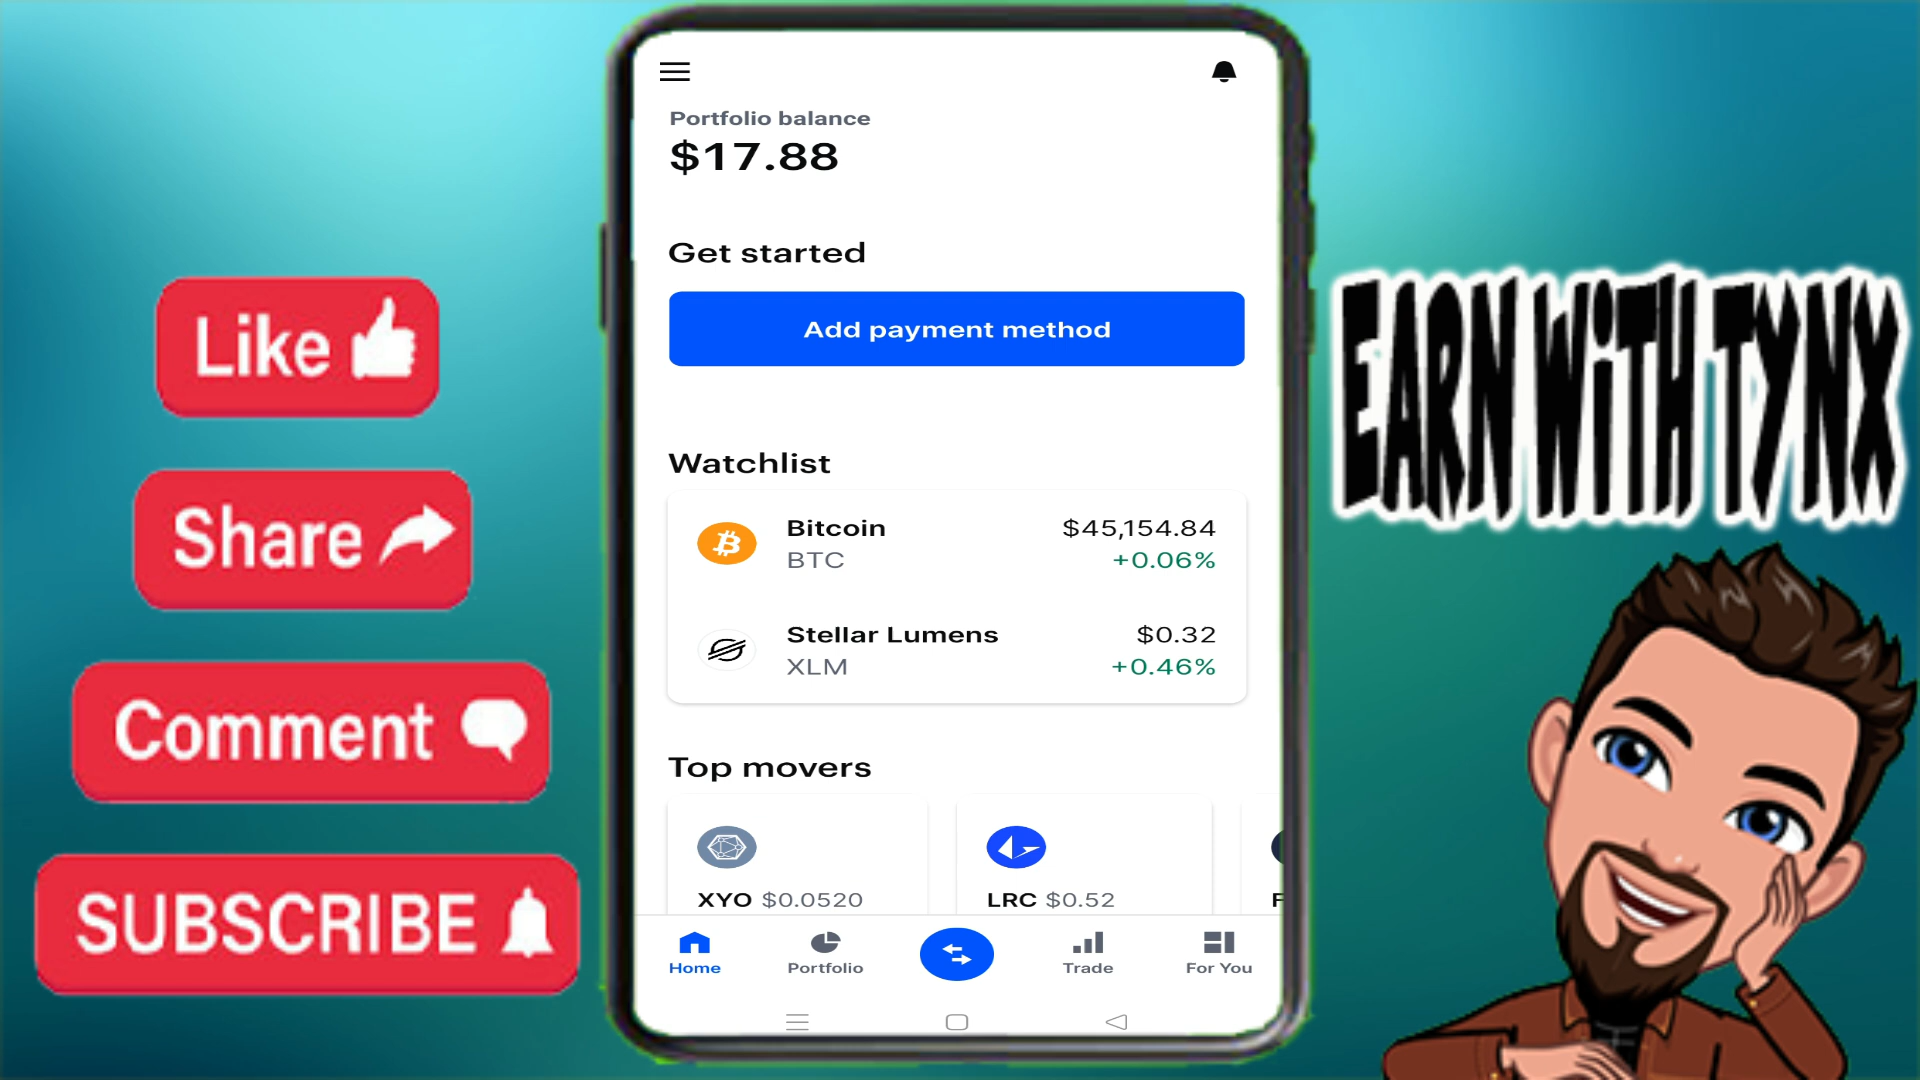 Like
Share
Comment
SUBSCRIBE
Portfolio balance
$17.88
Get started
Add payment method
Watchlist
Bitcoin $45,154.84
BTC +0.06%
Stellar Lumens $0.32
XLM +0.46%
Top movers
XYO $0.0520 LRC $0.52 F
Home Portfolio Trade For You
EARN WiTH TYNX